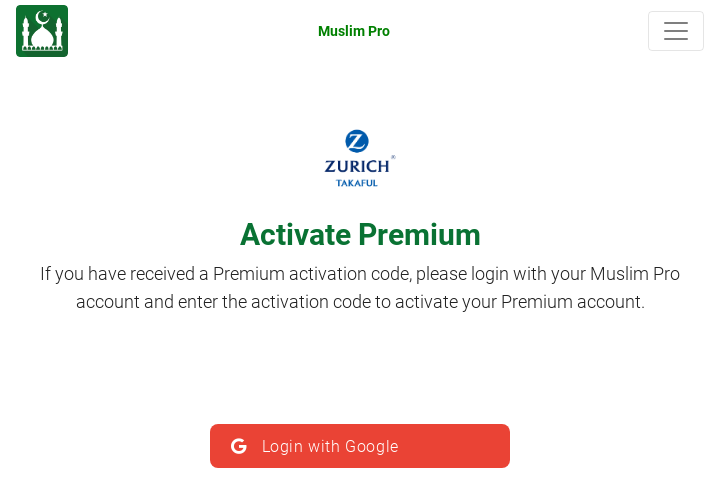 Muslim Pro
Z
ZURICH®
TAKAFUL
Activate Premium
If you have received a Premium activation code, please login with your Muslim Pro
account and enter the activation code to activate your Premium account.
G Login with Google